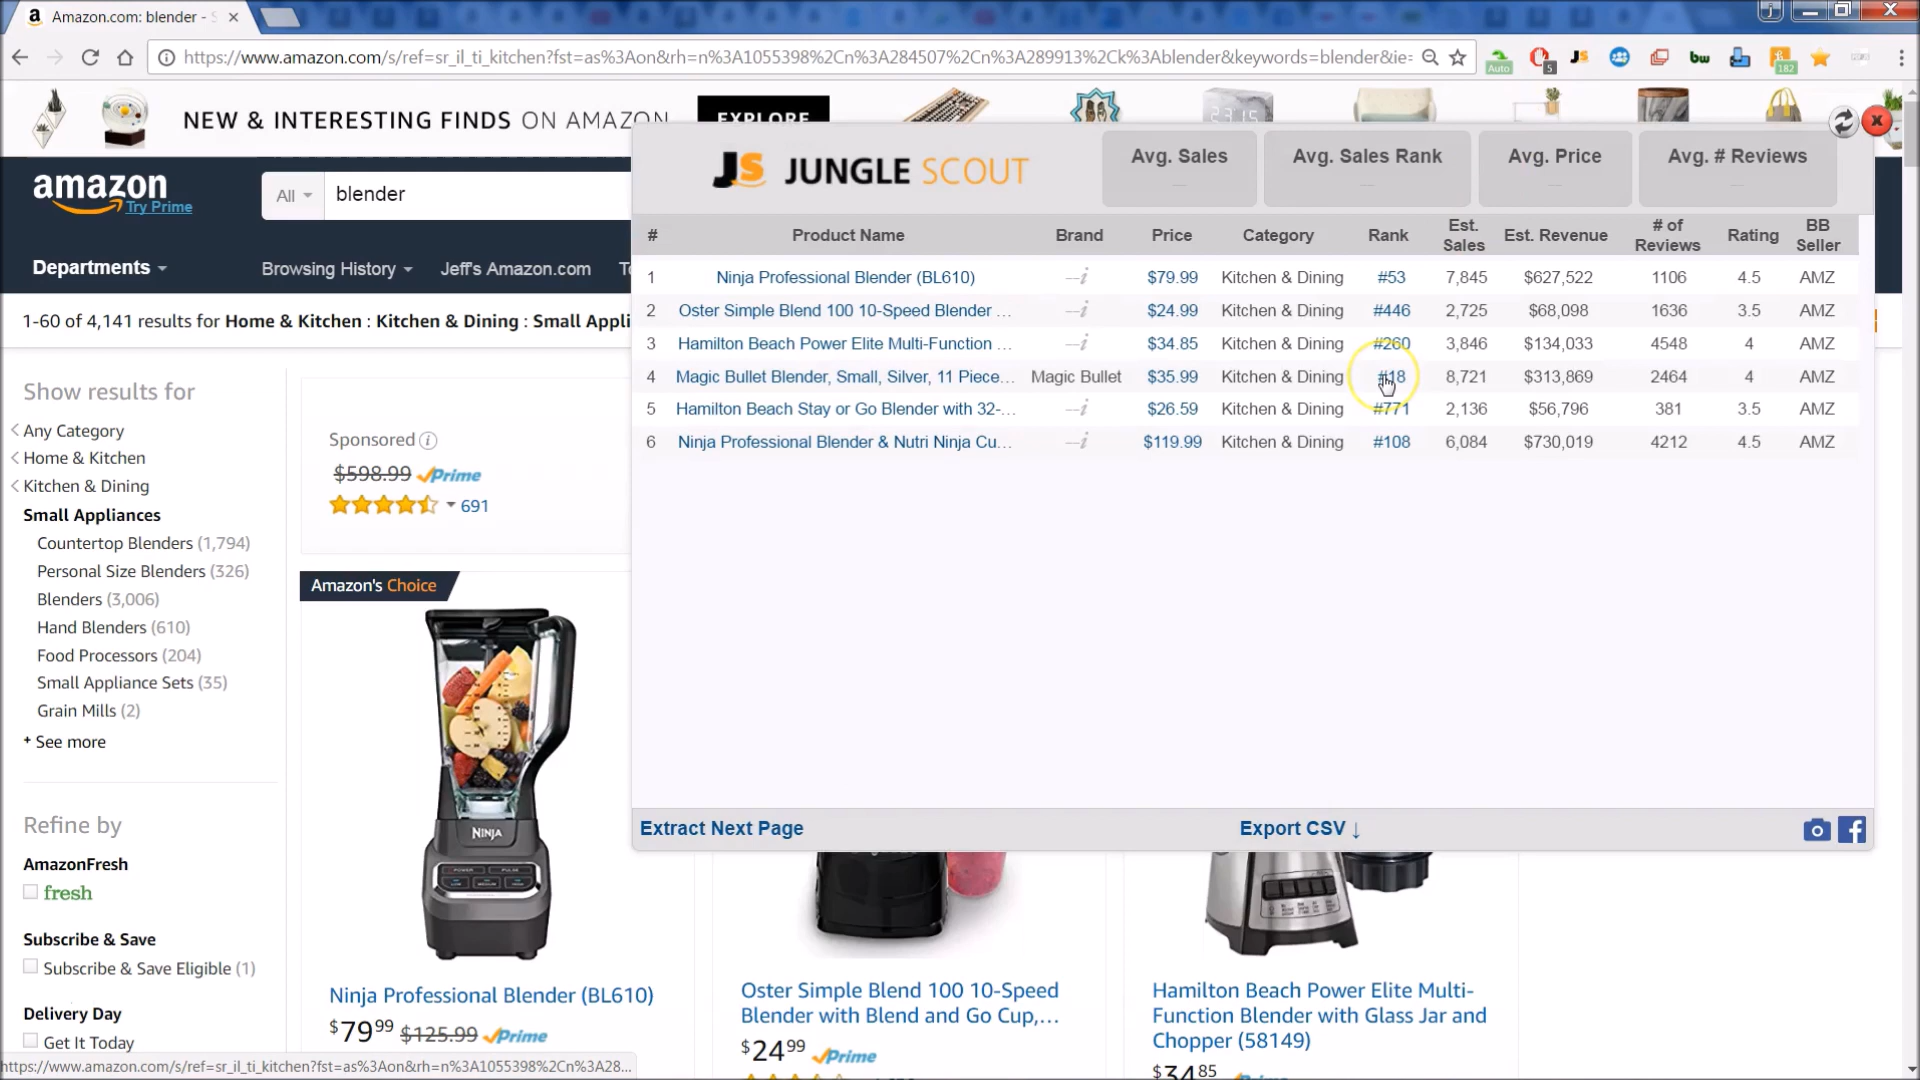 Amazon.com: blender - S
https://www.amazon.com/s/ref=sr_il_ti_kitchen?fst=as%3Aon&rh=n%3A1055398%2Cn%3A284507%2Cn%3A289913%2Ck%3Ablender&keywords=blender&ie=
Auto
5
JS
bw
182
NEW & INTERESTING FINDS ON AMAZON
EXPLORE
amazon
Try Prime
All
blender
Departments
Browsing History
Jeff's Amazon.com
1-60 of 4,141 results for Home & Kitchen : Kitchen & Dining : Small Appli
JS JUNGLE SCOUT
Avg. Sales
—
Avg. Sales Rank
—
Avg. Price
—
Avg. # Reviews
—
# Product Name Brand Price Category Rank Est. Sales Est. Revenue # of Reviews Rating BB Seller
1 Ninja Professional Blender (BL610) --- i $79.99 Kitchen & Dining #53 7,845 $627,522 1106 4.5 AMZ
2 Oster Simple Blend 100 10-Speed Blender ... --- i $24.99 Kitchen & Dining #446 2,725 $68,098 1636 3.5 AMZ
3 Hamilton Beach Power Elite Multi-Function ... --- i $34.85 Kitchen & Dining #260 3,846 $134,033 4548 4 AMZ
4 Magic Bullet Blender, Small, Silver, 11 Piece... Magic Bullet $35.99 Kitchen & Dining #18 8,721 $313,869 2464 4 AMZ
5 Hamilton Beach Stay or Go Blender with 32-... --- i $26.59 Kitchen & Dining #771 2,136 $56,796 381 3.5 AMZ
6 Ninja Professional Blender & Nutri Ninja Cu... --- i $119.99 Kitchen & Dining #108 6,084 $730,019 4212 4.5 AMZ
Extract Next Page
Export CSV ↓
Show results for
Any Category
Home & Kitchen
Kitchen & Dining
Small Appliances
Countertop Blenders (1,794)
Personal Size Blenders (326)
Blenders (3,006)
Hand Blenders (610)
Food Processors (204)
Small Appliance Sets (35)
Grain Mills (2)
+ See more
Refine by
AmazonFresh
fresh
Subscribe & Save
Subscribe & Save Eligible (1)
Delivery Day
Get It Today
Sponsored
$598.99 Prime
691
Amazon's Choice
NINJA
POWER PULSE
Ninja Professional Blender (BL610)
$79 99 $125.99 Prime
Oster Simple Blend 100 10-Speed
Blender with Blend and Go Cup,...
$24 99 Prime
Hamilton Beach Power Elite Multi-
Function Blender with Glass Jar and
Chopper (58149)
$34 85
https://www.amazon.com/s/ref=sr_il_ti_kitchen?fst=as%3Aon&rh=n%3A1055398%2Cn%3A28...